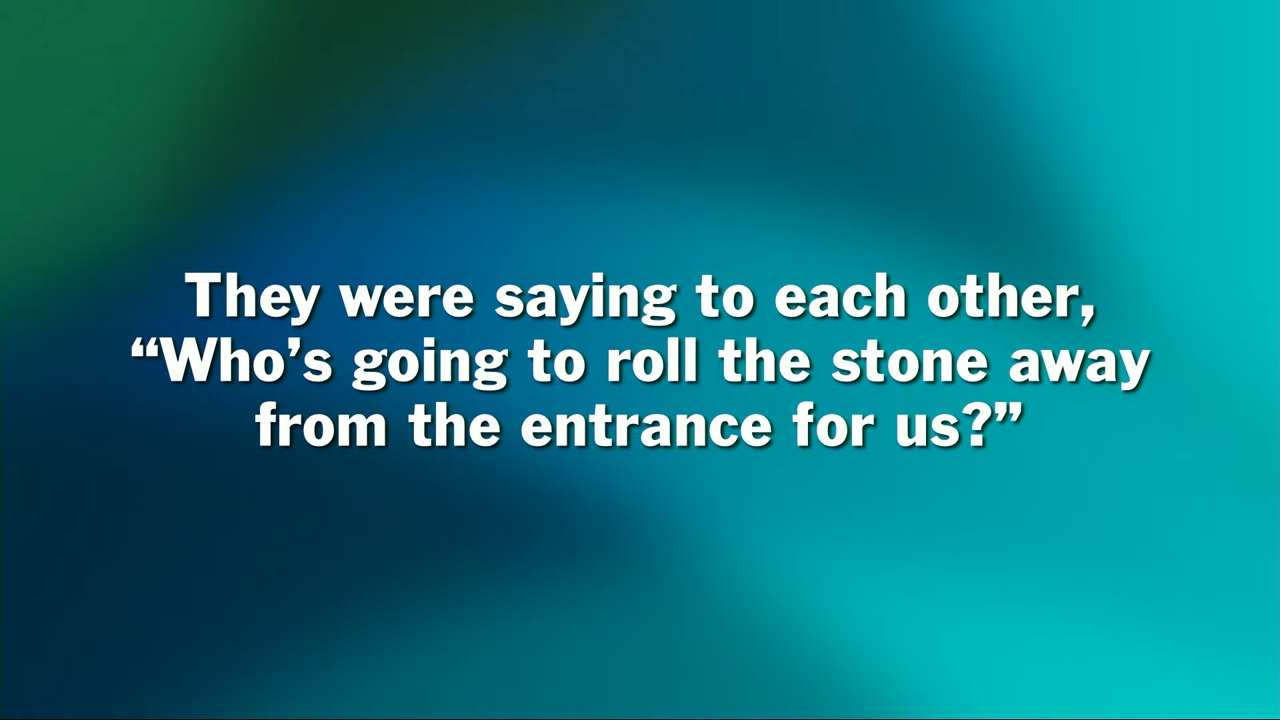 They were saying to each other,
“Who’s going to roll the stone away
from the entrance for us?”